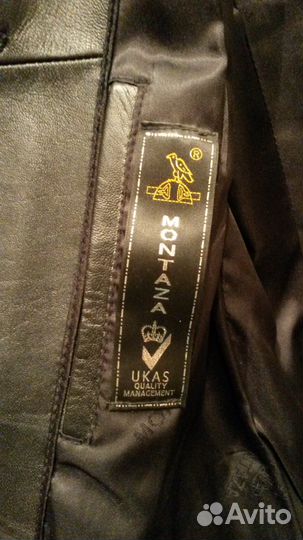 ®
MONTAZA
UKAS
QUALITY
MANAGEMENT
Avito